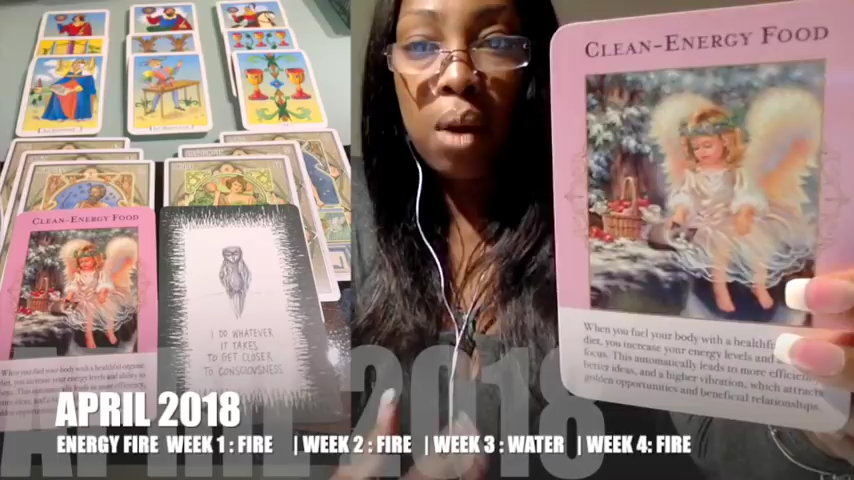 CLEAN-ENERGY FOOD
I DO WHATEVER
IT TAKES
TO GET CLOSER
TO CONSCIOUSNESS.
CLEAN-ENERGY FOOD
When you fuel your body with a healthful
diet, you increase your energy levels and
focus. This automatically leads to more efficient
better ideas, and a higher vibration, which attracts
golden opportunities and beneficial relationships.
APRIL 2018
APRIL 2018
ENERGY FIRE WEEK 1 : FIRE | WEEK 2 : FIRE | WEEK 3 : WATER | WEEK 4: FIRE